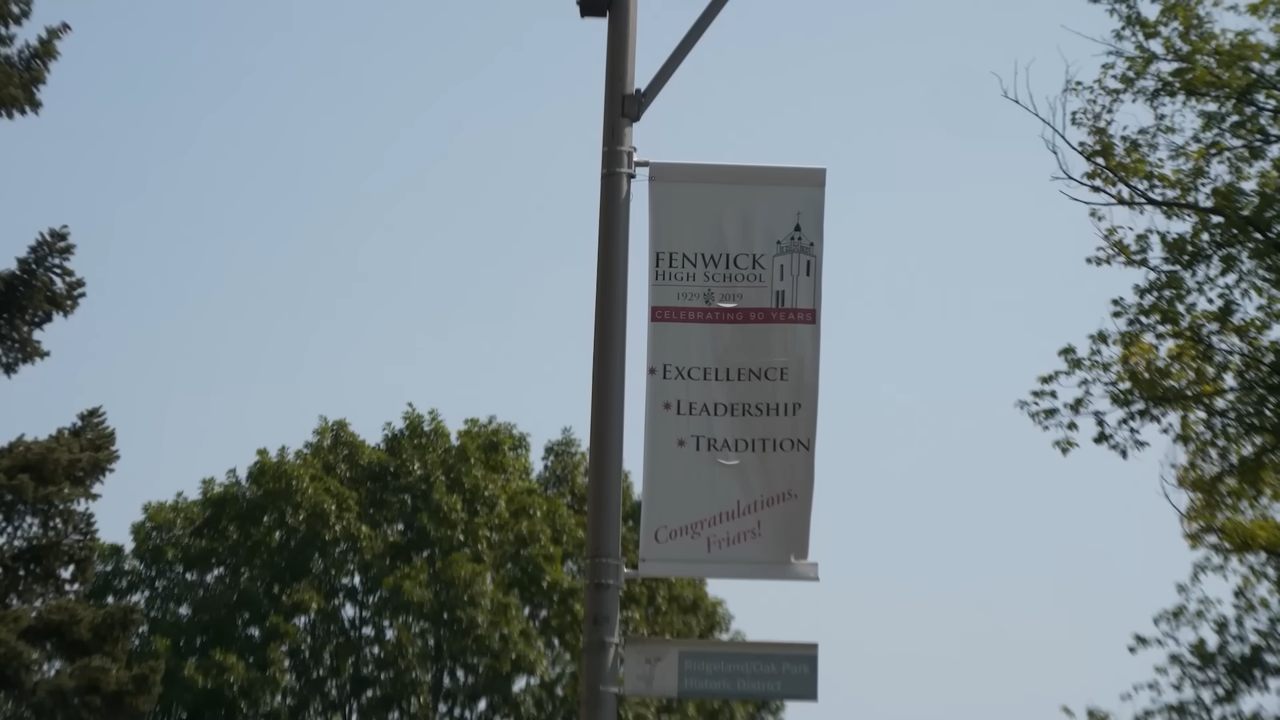 FENWICK
HIGH SCHOOL
1929 2019
CELEBRATING 90 YEARS
*EXCELLENCE
*LEADERSHIP
*TRADITION
Congratulations,
Friars!
Ridgeland/Oak Park
Historic District